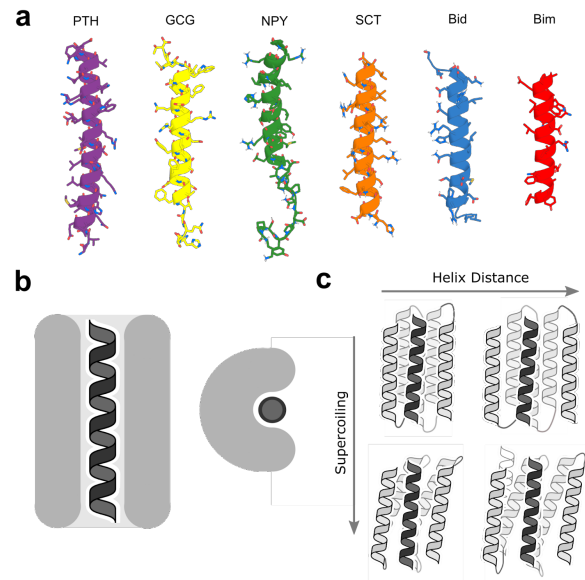 a
PTH GCG NPY SCT Bid Bim
b
c
Helix Distance
Supercoiling